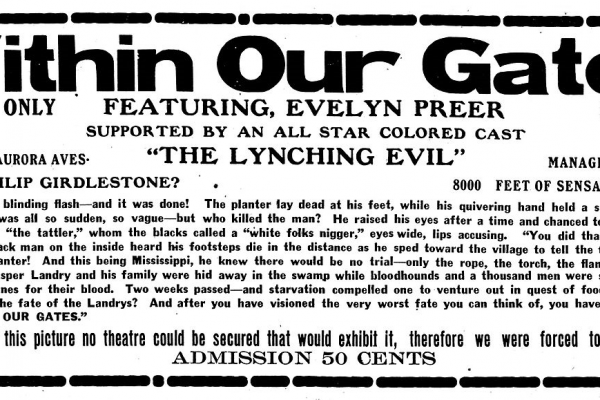 ithin Our Gate
ONLY FEATURING, EVELYN PREER
SUPPORTED BY AN ALL STAR COLORED CAST
AURORA AVES. "THE LYNCHING EVIL" MANAG
ILIP GIRDLESTONE? 8000 FEET OF SENSA
blinding flash—and it was done! The planter lay dead at his feet, while his quivering hand held a s
was all so sudden, so vague—but who killed the man? He raised his eyes after a time and chanced to
"the tattler," whom the blacks called a "white folks nigger," eyes wide, lips accusing. "You did tha
ack man on the inside heard his footsteps die in the distance as he sped toward the village to tell the
anter! And this being Mississippi, he knew there would be no trial—only the rope, the torch, the flan
sper Landry and his family were hid away in the swamp while bloodhounds and a thousand men were s
nes for their blood. Two weeks passed—and starvation compelled one to venture out in quest of foo
the fate of the Landrys? And after you have visioned the very worst fate you can think of, you have
OUR GATES."
this picture no theatre could be secured that would exhibit it, therefore we were forced to
ADMISSION 50 CENTS